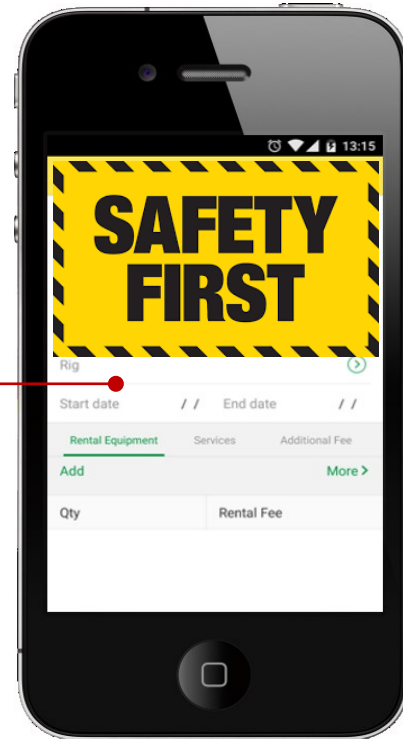 13:15
SAFETY
FIRST
Rig
Start date / / End date / /
Rental Equipment Services Additional Fee
Add More >
Qty Rental Fee